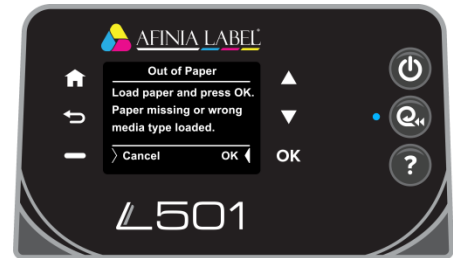 AFINIA LABEL
Out of Paper
Load paper and press OK.
Paper missing or wrong
media type loaded.
Cancel OK
OK
?
L501